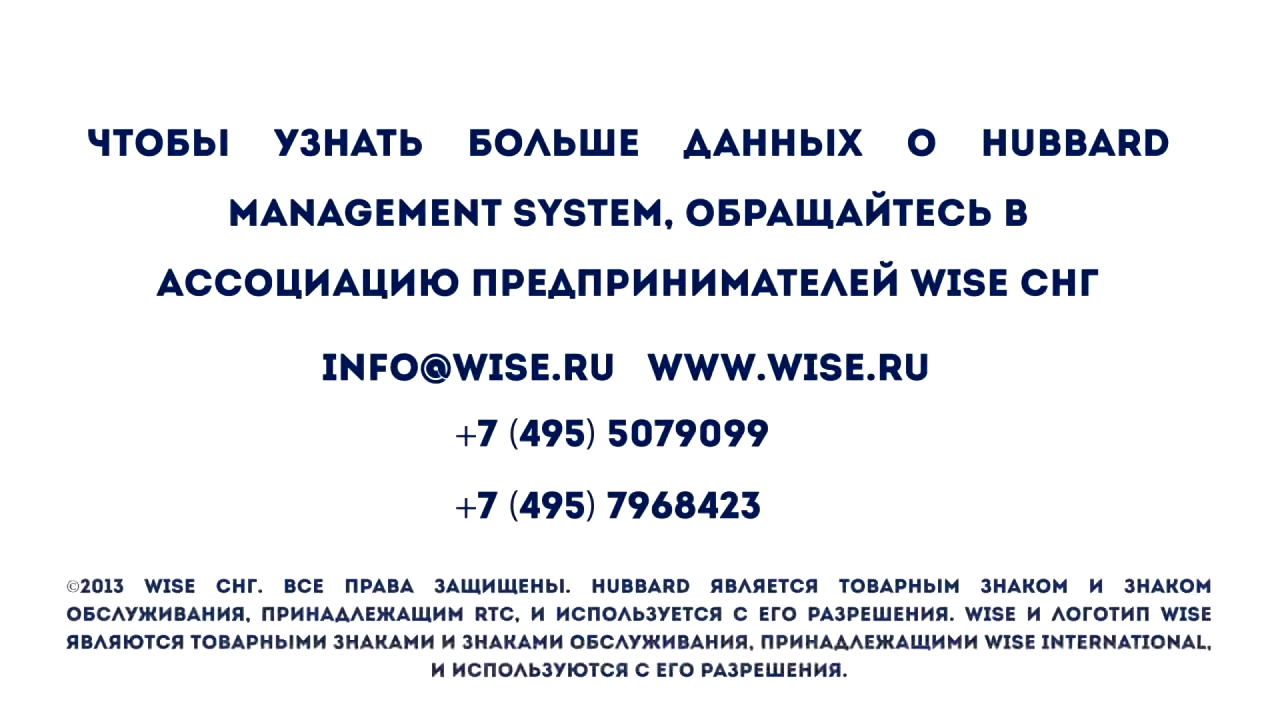 ЧТОБЫ УЗНАТЬ БОЛЬШЕ ДАННЫХ О HUBBARD
MANAGEMENT SYSTEM, ОБРАЩАЙТЕСЬ В
АССОЦИАЦИЮ ПРЕДПРИНИМАТЕЛЕЙ WISE СНГ
INFO@WISE.RU WWW.WISE.RU
+7 (495) 5079099
+7 (495) 7968423
©2013 WISE СНГ. ВСЕ ПРАВА ЗАЩИЩЕНЫ. HUBBARD ЯВЛЯЕТСЯ ТОВАРНЫМ ЗНАКОМ И ЗНАКОМ
ОБСЛУЖИВАНИЯ, ПРИНАДЛЕЖАЩИМ RTC, И ИСПОЛЬЗУЕТСЯ С ЕГО РАЗРЕШЕНИЯ. WISE И ЛОГОТИП WISE
ЯВЛЯЮТСЯ ТОВАРНЫМИ ЗНАКАМИ И ЗНАКАМИ ОБСЛУЖИВАНИЯ, ПРИНАДЛЕЖАЩИМИ WISE INTERNATIONAL,
И ИСПОЛЬЗУЮТСЯ С ЕГО РАЗРЕШЕНИЯ.